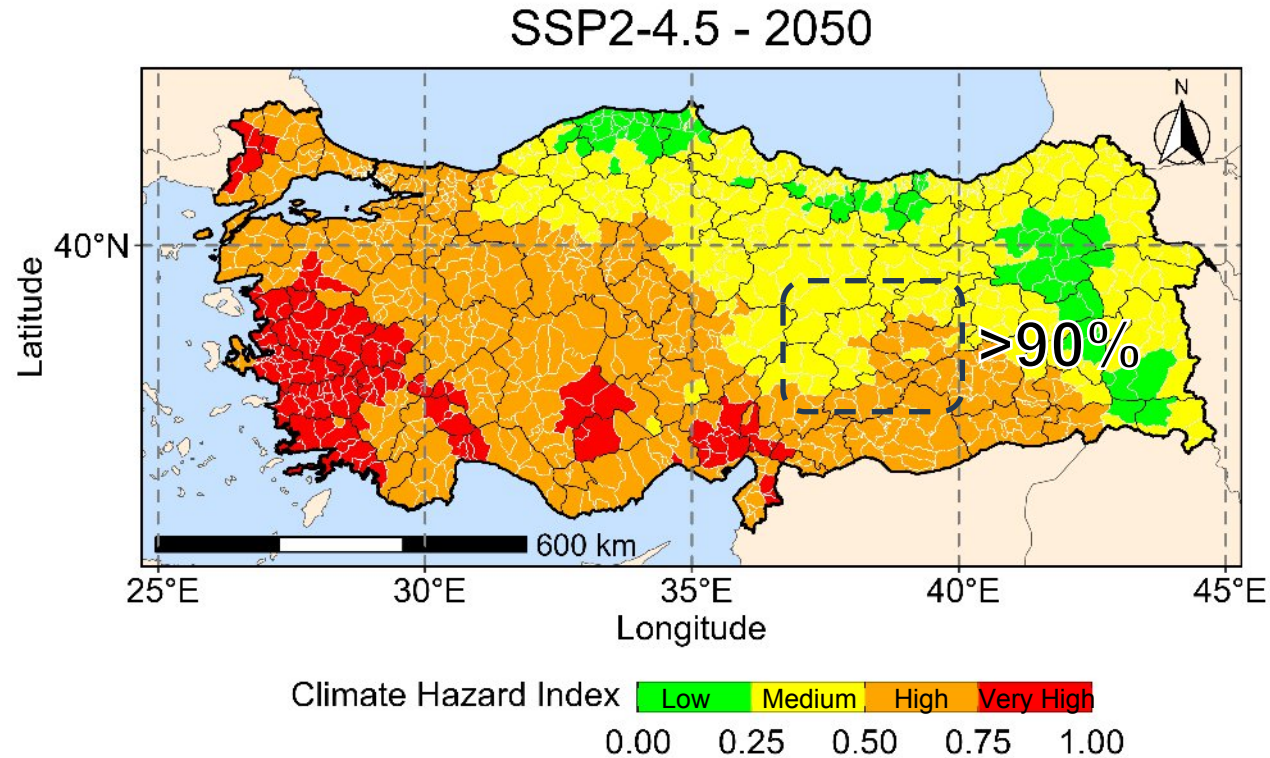 SSP2-4.5 - 2050
N
40°N
Latitude
>90%
600 km
25°E 30°E 35°E 40°E 45°E
Longitude
Climate Hazard Index Low Medium High Very High
0.00 0.25 0.50 0.75 1.00